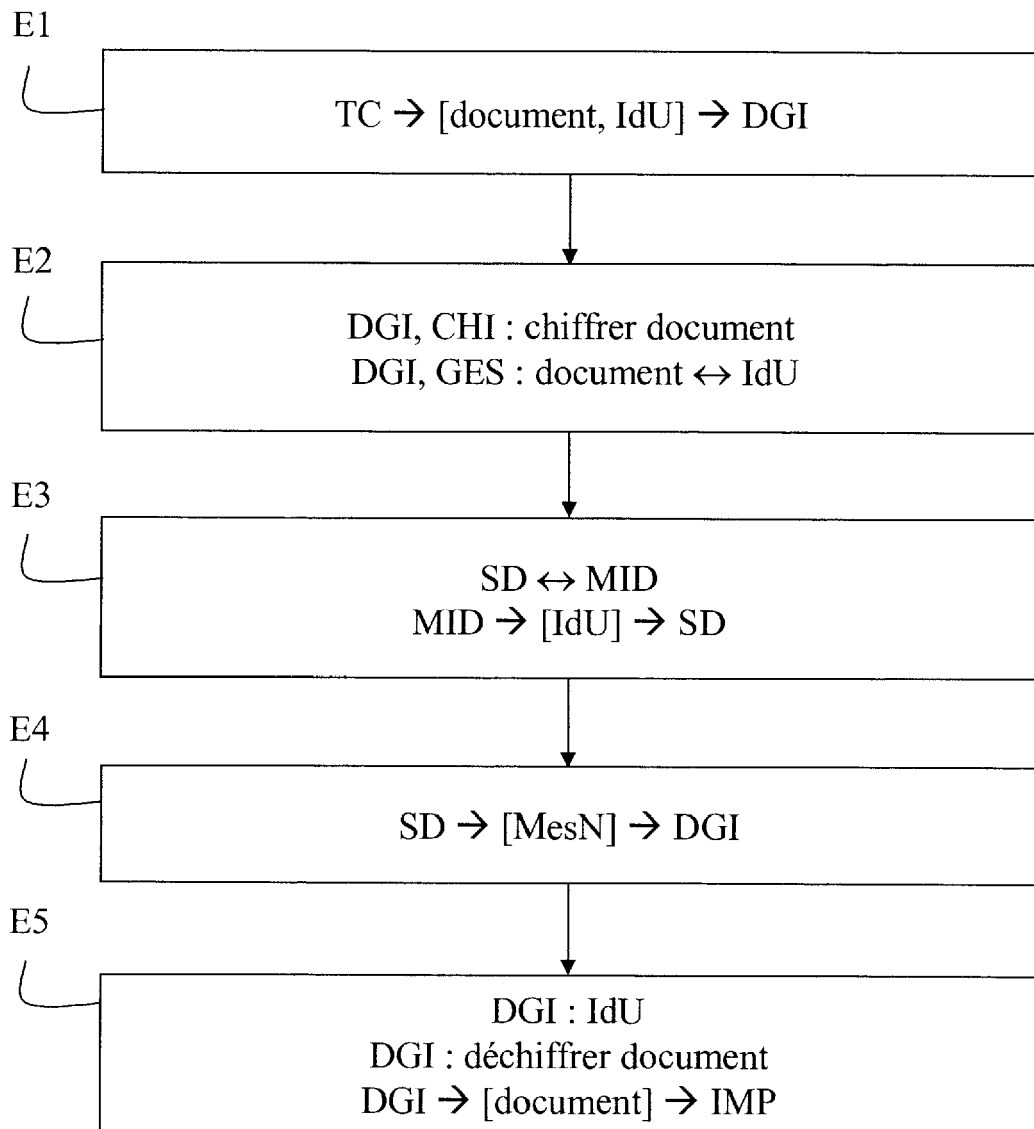 E1
TC → [document, IdU] → DGI
E2
DGI, CHI : chiffrer document
DGI, GES : document ↔ IdU
E3
SD ↔ MID
MID → [IdU] → SD
E4
SD → [MesN] → DGI
E5
DGI : IdU
DGI : déchiffrer document
DGI → [document] → IMP